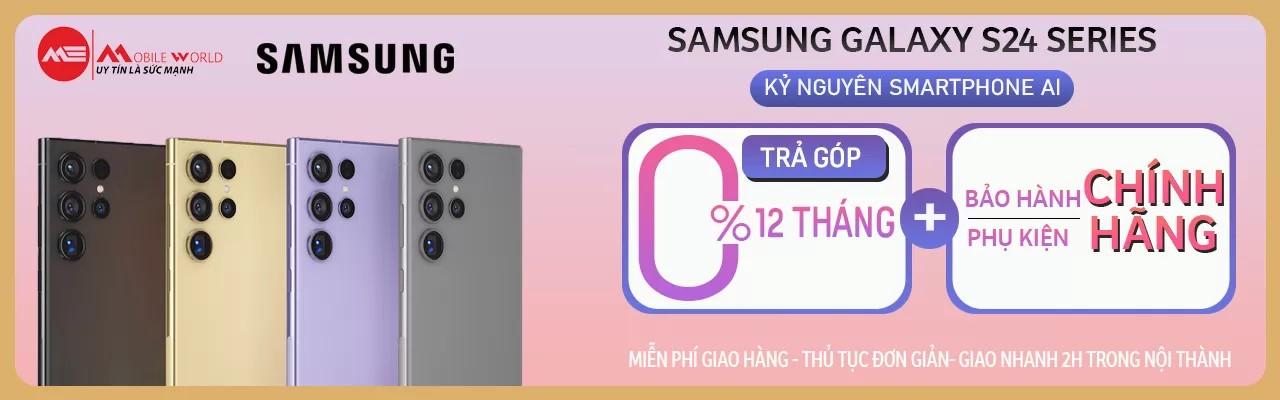 ME
MOBILE WORLD
UY TÍN LÀ SỨC MẠNH
SAMSUNG
SAMSUNG GALAXY S24 SERIES
KỶ NGUYÊN SMARTPHONE AI
TRẢ GÓP
0% 12 THÁNG
+
BẢO HÀNH
PHỤ KIỆN
CHÍNH
HÃNG
MIỄN PHÍ GIAO HÀNG - THỦ TỤC ĐƠN GIẢN- GIAO NHANH 2H TRONG NỘI THÀNH